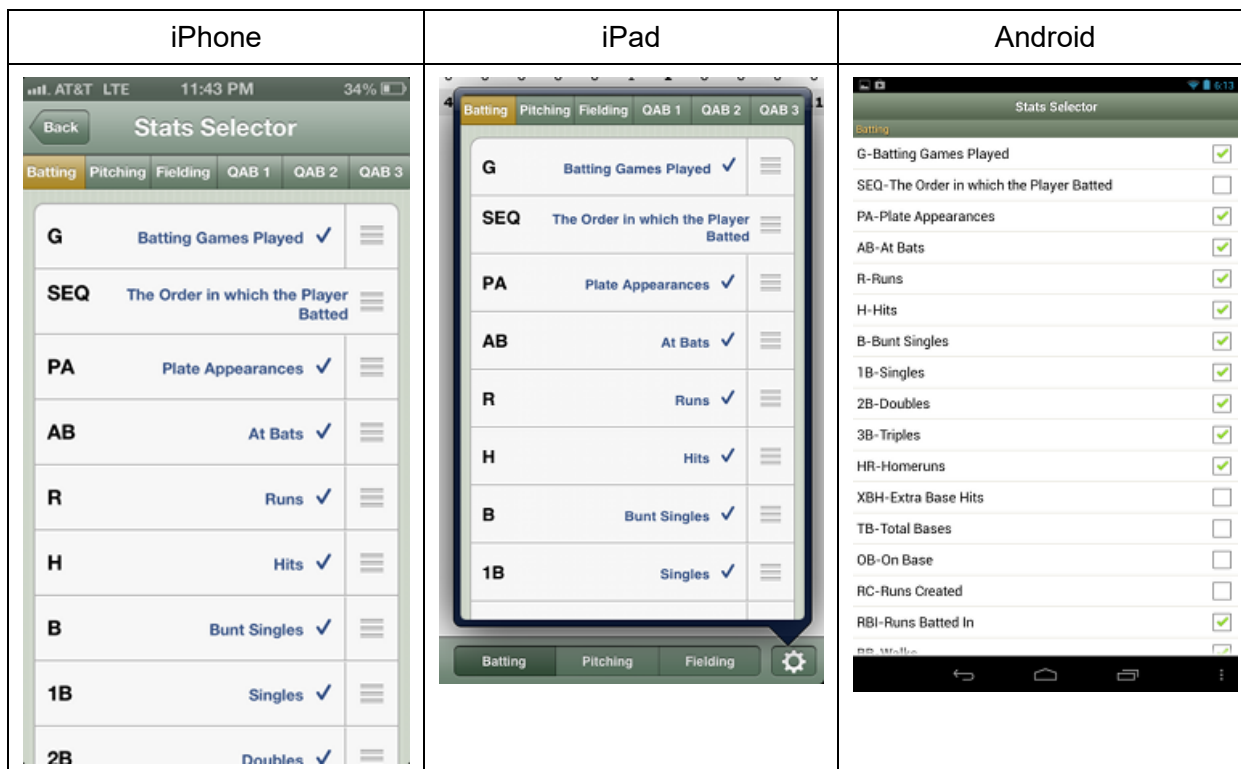 iPhone
iPad
Android
AT&T LTE 11:43 PM 34%
Back Stats Selector
Batting Pitching Fielding QAB 1 QAB 2 QAB 3
G Batting Games Played
SEQ The Order in which the Player
Batted
PA Plate Appearances
AB At Bats
R Runs
H Hits
B Bunt Singles
1B Singles
2B Doubles
4 1
Batting Pitching Fielding QAB 1 QAB 2 QAB 3
G Batting Games Played
SEQ The Order in which the Player
Batted
PA Plate Appearances
AB At Bats
R Runs
H Hits
B Bunt Singles
1B Singles
Batting Pitching Fielding
6:13
Stats Selector
Batting
G-Batting Games Played
SEQ-The Order in which the Player Batted
PA-Plate Appearances
AB-At Bats
R-Runs
H-Hits
B-Bunt Singles
1B-Singles
2B-Doubles
3B-Triples
HR-Homeruns
XBH-Extra Base Hits
TB-Total Bases
OB-On Base
RC-Runs Created
RBI-Runs Batted In
BB-Walks